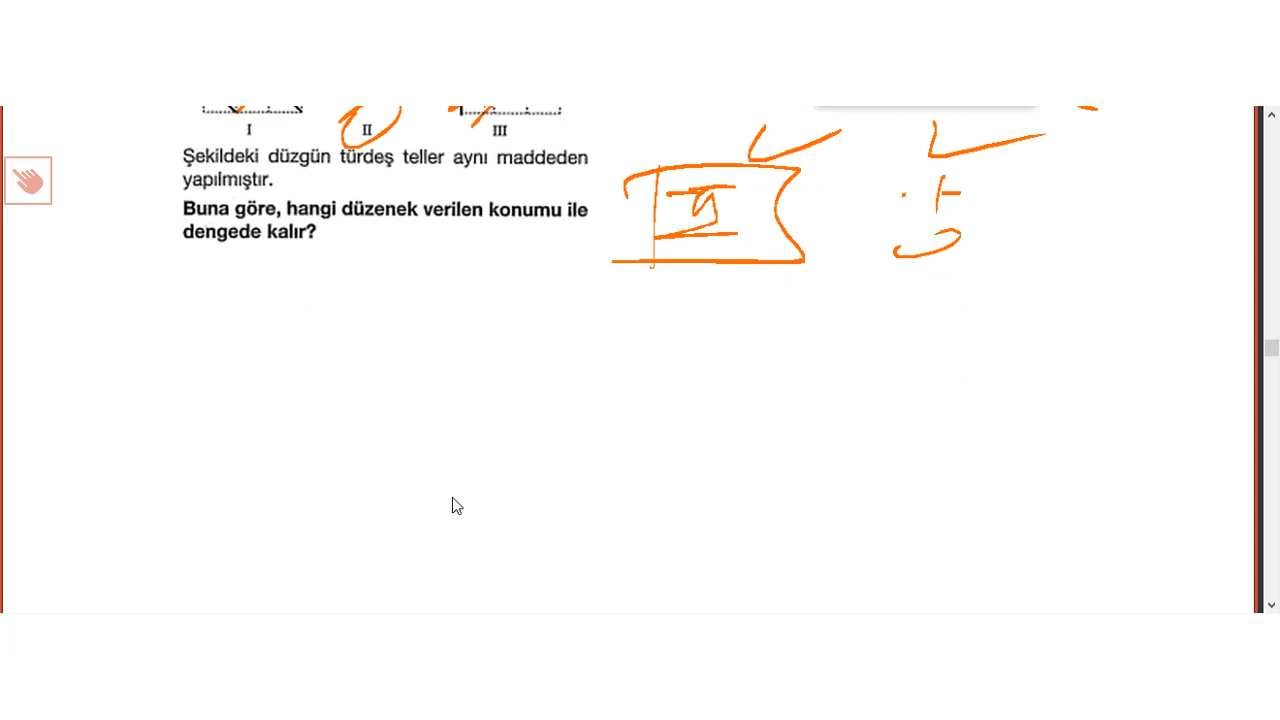 I II III
Şekildeki düzgün türdeş teller aynı maddeden
yapılmıştır.
Buna göre, hangi düzenek verilen konumu ile
dengede kalır?